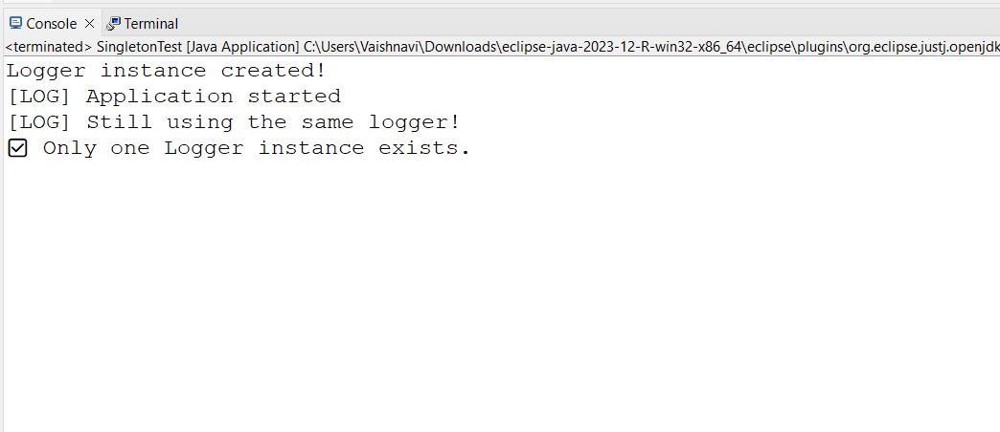 Console Terminal
<terminated> SingletonTest [Java Application] C:\Users\Vaishnavi\Downloads\eclipse-java-2023-12-R-win32-x86_64\eclipse\plugins\org.eclipse.justj.openjdk
Logger instance created!
[LOG] Application started
[LOG] Still using the same logger!
☑ Only one Logger instance exists.